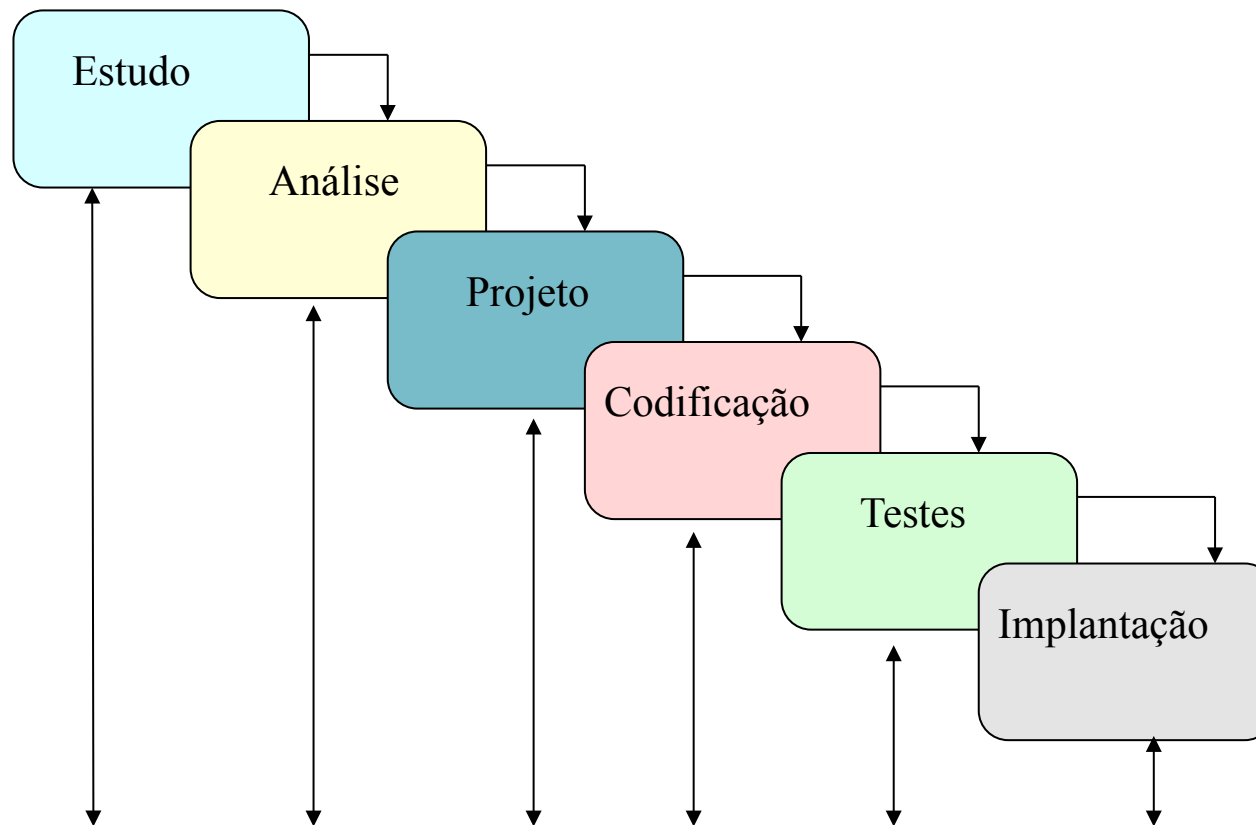 Estudo
Análise
Projeto
Codificação
Testes
Implantação